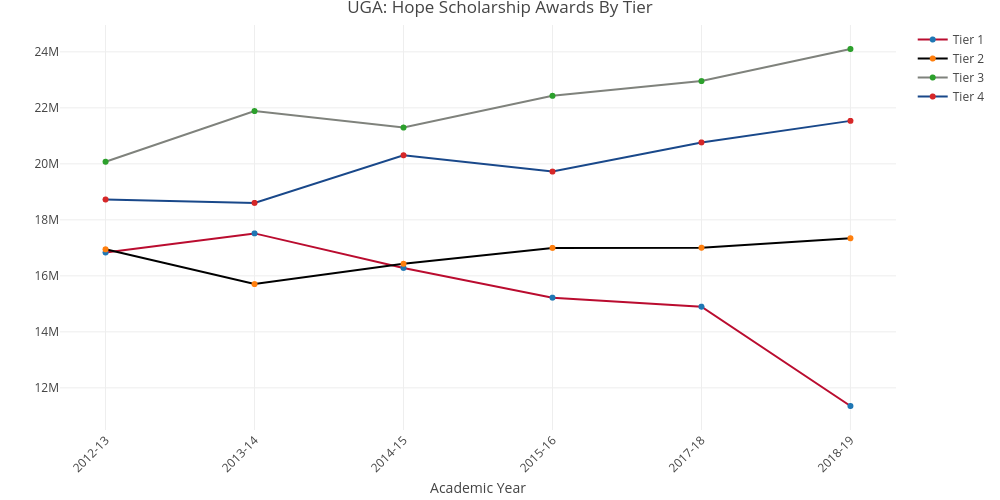 UGA: Hope Scholarship Awards By Tier
24M
22M
20M
18M
16M
14M
12M
2012-13
2013-14
2014-15
2015-16
2017-18
2018-19
Academic Year
Tier 1
Tier 2
Tier 3
Tier 4